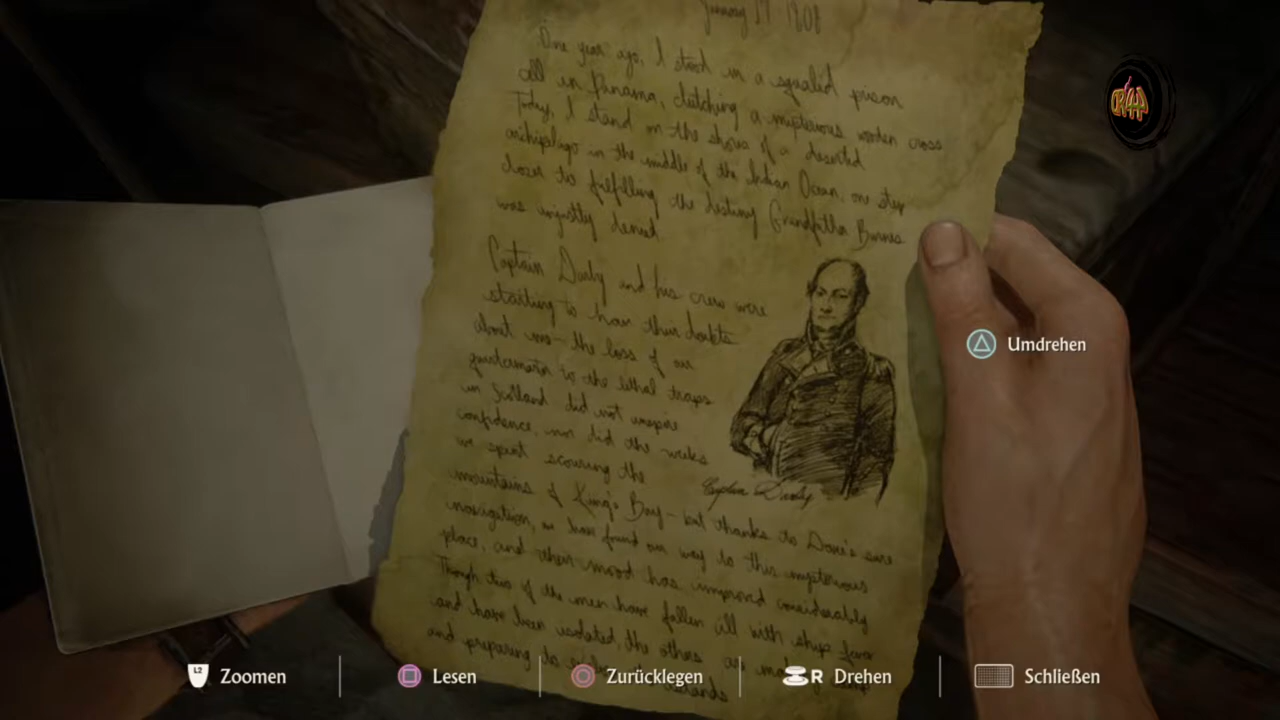 January 17 1808
One year ago, I stood in a squalid prison
cell in Panama, clutching a mysterious wooden cross
Today, I stand on the shores of a deserted
archipelago in the middle of the Indian Ocean, one step
closer to fulfilling the destiny Grandfather Burnes
was unjustly denied.
Captain Darby and his crew were
starting to have their doubts
about me - the loss of our
quartermaster to the lethal traps
in Scotland did not inspire
confidence, nor did the weeks
we spent scouring the
mountains of King's Bay - but thanks to
navigation, we have found our way to this mysterious
place, and their mood has improved considerably
Though two of the men have fallen ill with ship fever
and have been isolated, the others are
and preparing to
islands
Captain Darby
Umdrehen
L2 Zoomen
Lesen
Zurücklegen
R Drehen
Schließen